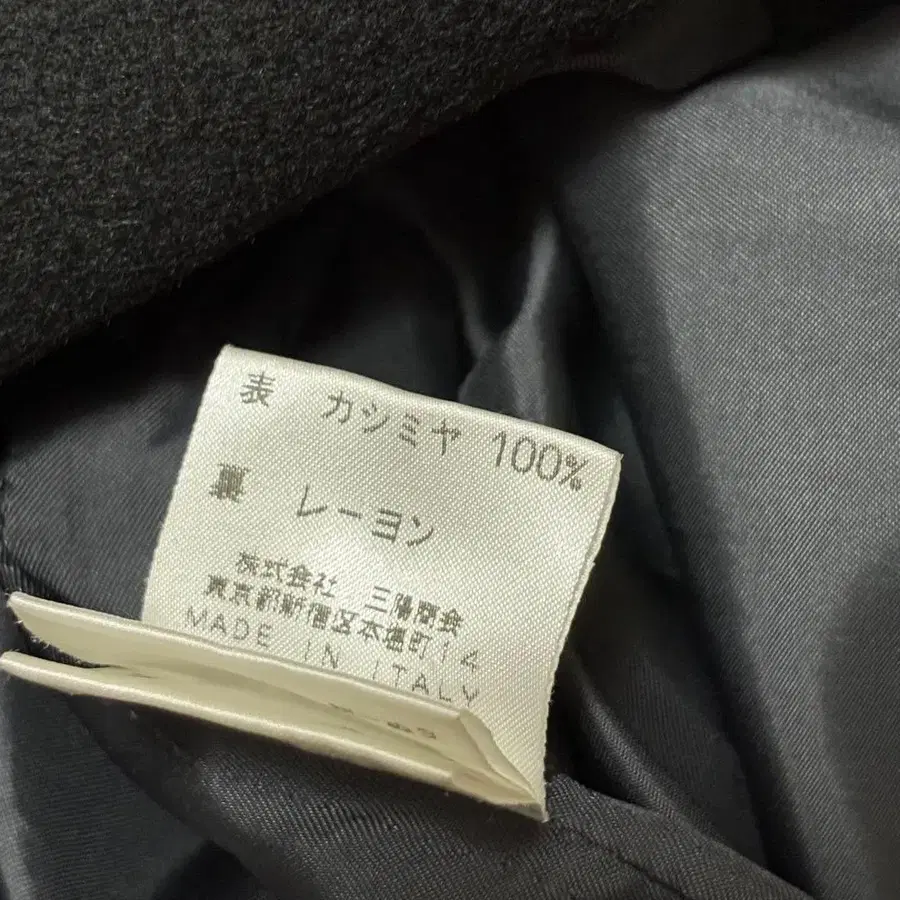 表 カシミヤ 100%
裏 レーヨン
株式会社 三陽商会
東京都新宿区本塩町14
MADE IN ITALY